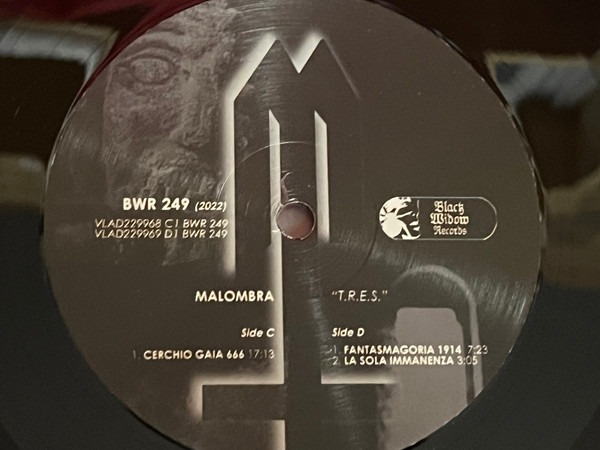 BWR 249 (2022)
VLAD229968 C1 BWR 249
VLAD229969 D1 BWR 249
Black
Widow
Records
MALOMBRA
"T.R.E.S."
Side C
1. CERCHIO GAIA 666 17:13
Side D
1. FANTASMAGORIA 1914 7:23
2. LA SOLA IMMANENZA 3:05